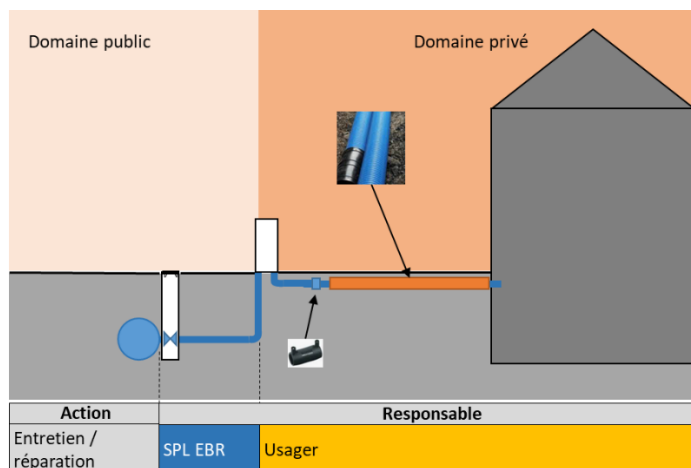 Domaine public
Domaine privé
Action
Responsable
Entretien /
réparation
SPL EBR
Usager